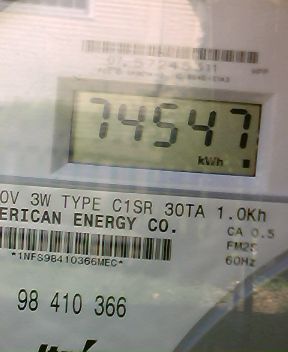 74547
kWh
0V 3W TYPE C1SR 30TA 1.0Kh
ERICAN ENERGY CO.
CA 0.5
*1NFS9B410366MEC*
FM2S
60Hz
98 410 366